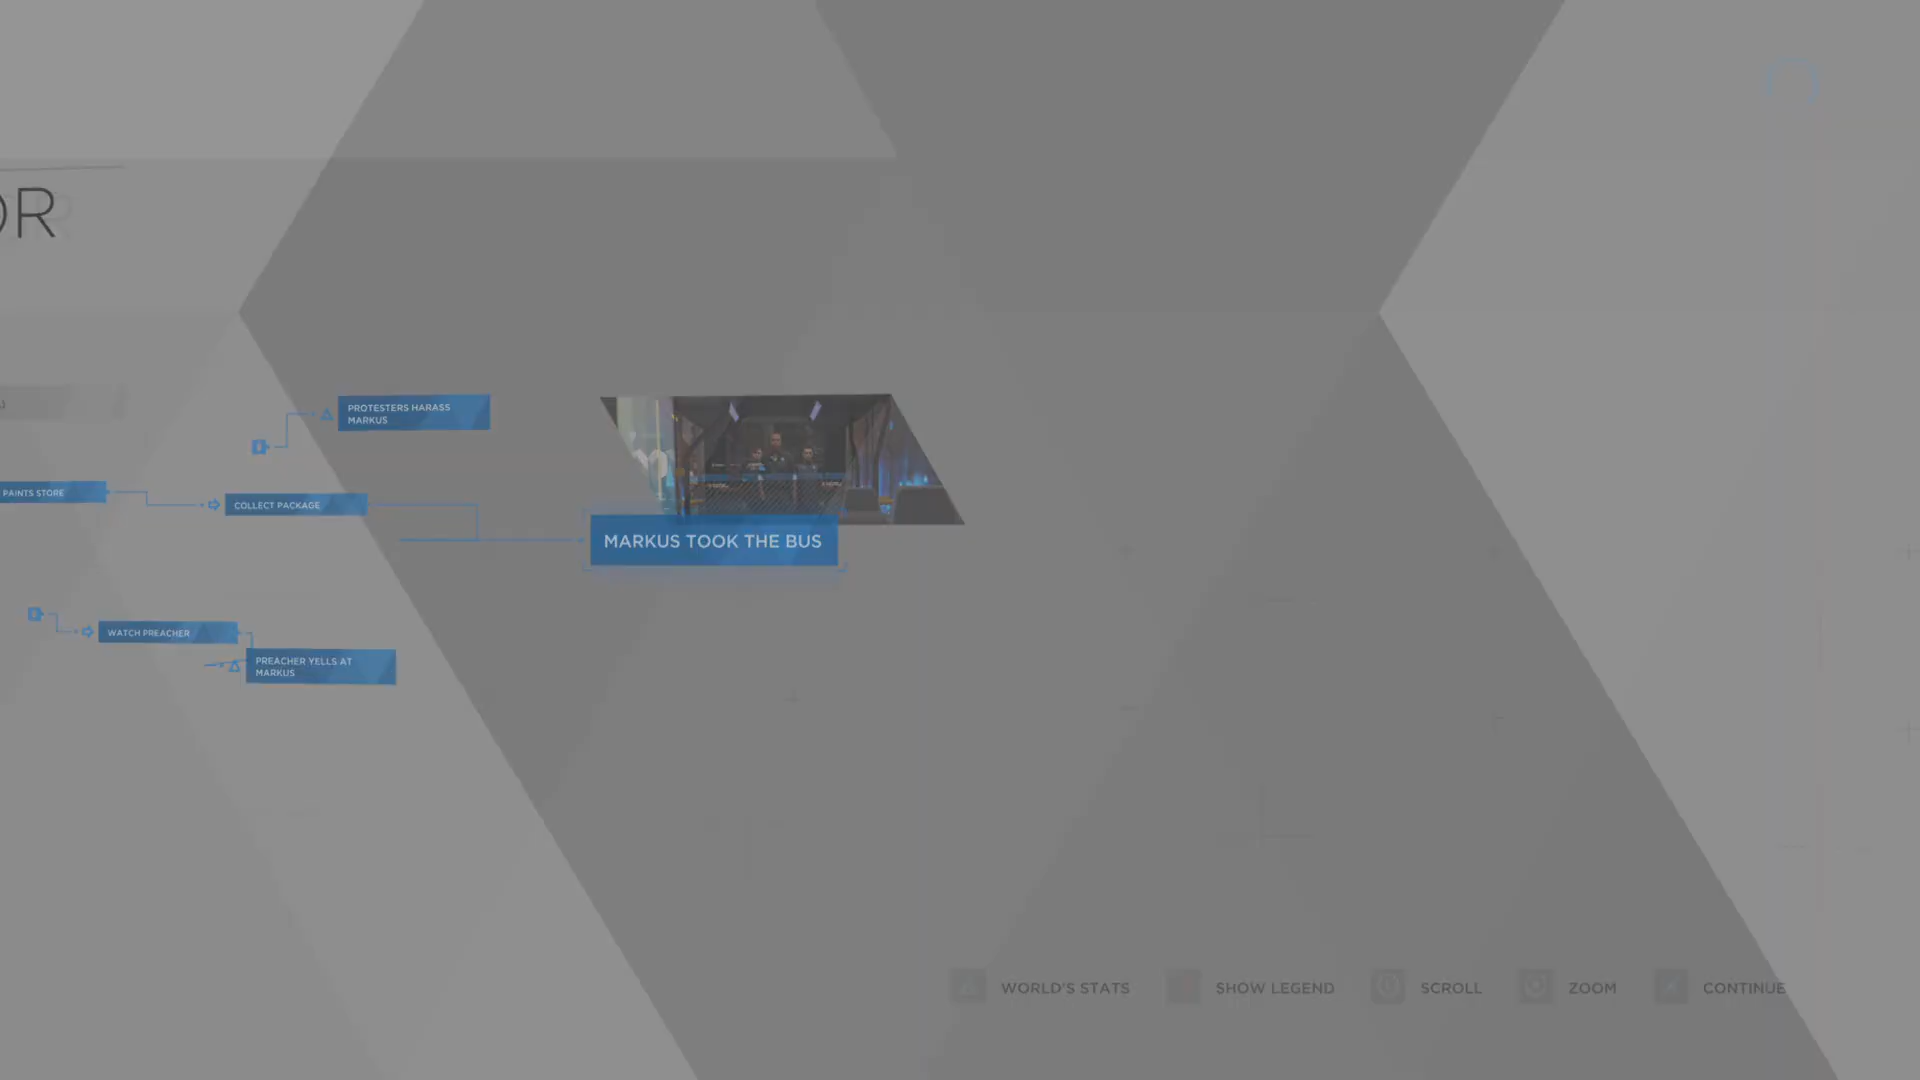 OR
PROTESTERS HARASS
MARKUS
PAINTS STORE
COLLECT PACKAGE
MARKUS TOOK THE BUS
WATCH PREACHER
PREACHER YELLS AT
MARKUS
WORLD'S STATS
SHOW LEGEND
SCROLL
ZOOM
CONTINUE